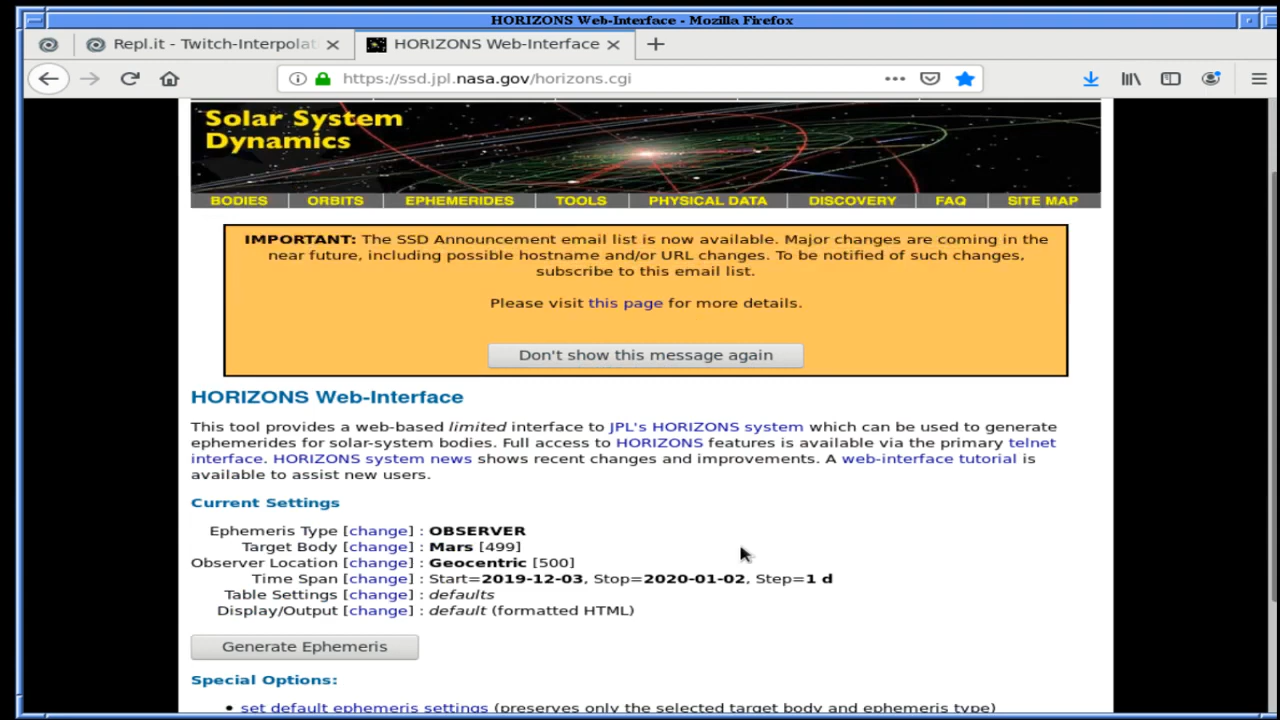 HORIZONS Web-Interface - Mozilla Firefox
Repl.it - Twitch-Interpolat
HORIZONS Web-Interface
https://ssd.jpl.nasa.gov/horizons.cgi
Solar System
Dynamics
BODIES ORBITS EPHEMERIDES TOOLS PHYSICAL DATA DISCOVERY FAQ SITE MAP
IMPORTANT: The SSD Announcement email list is now available. Major changes are coming in the
near future, including possible hostname and/or URL changes. To be notified of such changes,
subscribe to this email list.
Please visit this page for more details.
Don't show this message again
HORIZONS Web-Interface
This tool provides a web-based limited interface to JPL's HORIZONS system which can be used to generate
ephemerides for solar-system bodies. Full access to HORIZONS features is available via the primary telnet
interface. HORIZONS system news shows recent changes and improvements. A web-interface tutorial is
available to assist new users.
Current Settings
Ephemeris Type [change] : OBSERVER
Target Body [change] : Mars [499]
Observer Location [change] : Geocentric [500]
Time Span [change] : Start=2019-12-03, Stop=2020-01-02, Step=1 d
Table Settings [change] : defaults
Display/Output [change] : default (formatted HTML)
Generate Ephemeris
Special Options:
• set default ephemeris settings (preserves only the selected target body and ephemeris type)